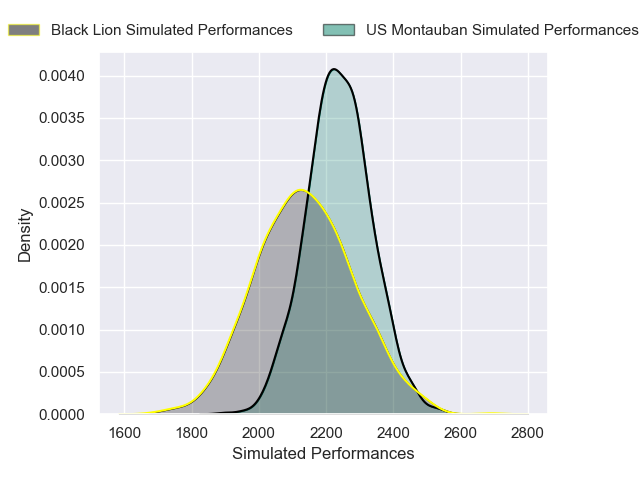 Black Lion Simulated Performances US Montauban Simulated Performances
0.0040
0.0035
0.0030
0.0025
0.0020
0.0015
0.0010
0.0005
0.0000
Density
1600 1800 2000 2200 2400 2600 2800
Simulated Performances